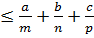 ≤ a/m + b/n + c/p